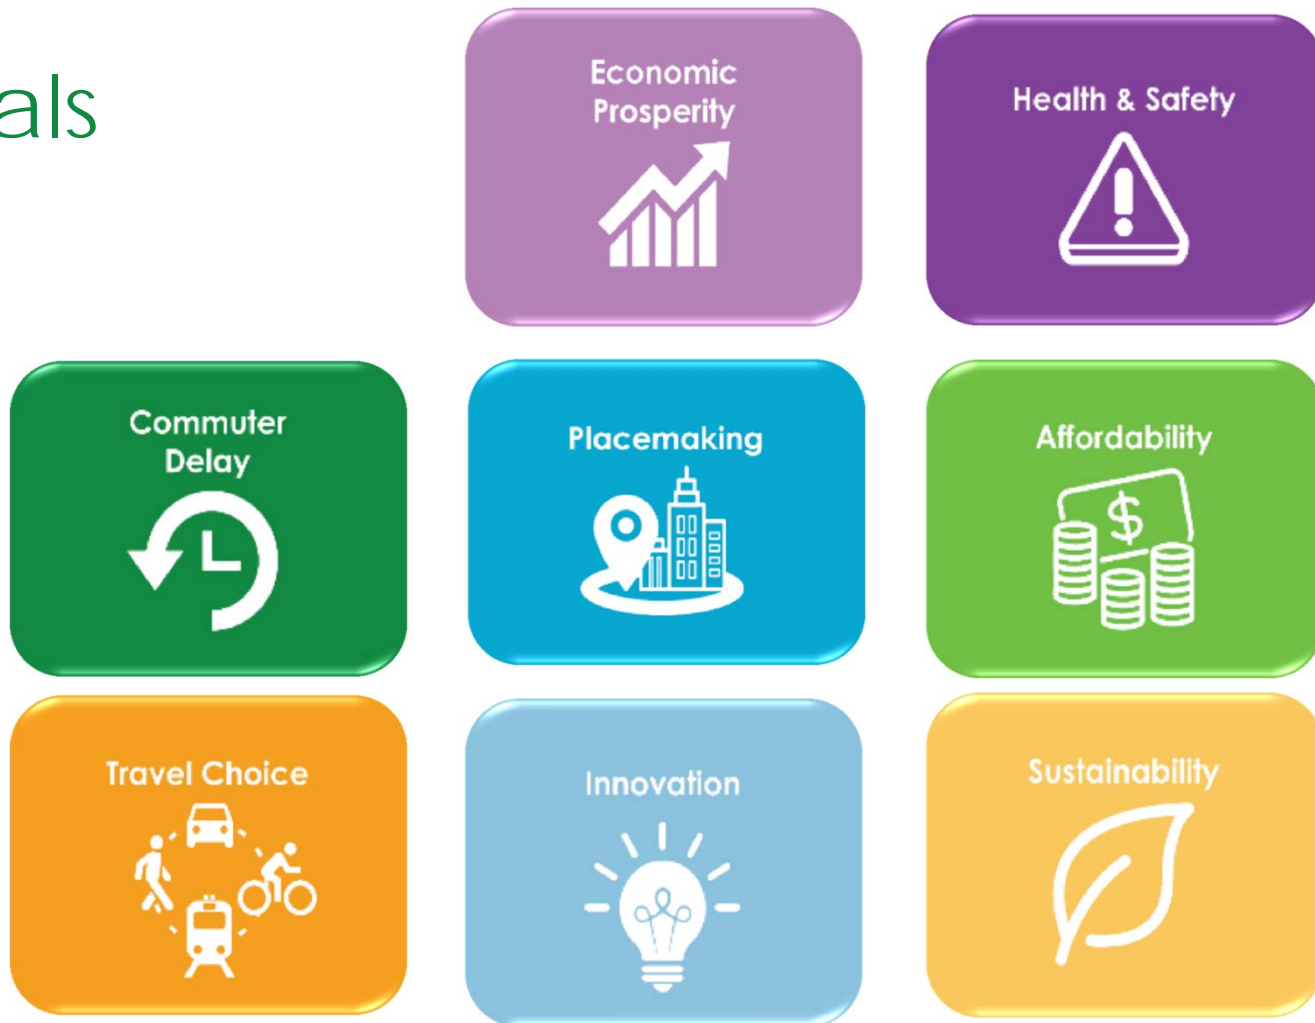 als
Economic
Prosperity
Health & Safety
Commuter
Delay
Placemaking
Affordability
$
Travel Choice
Innovation
Sustainability